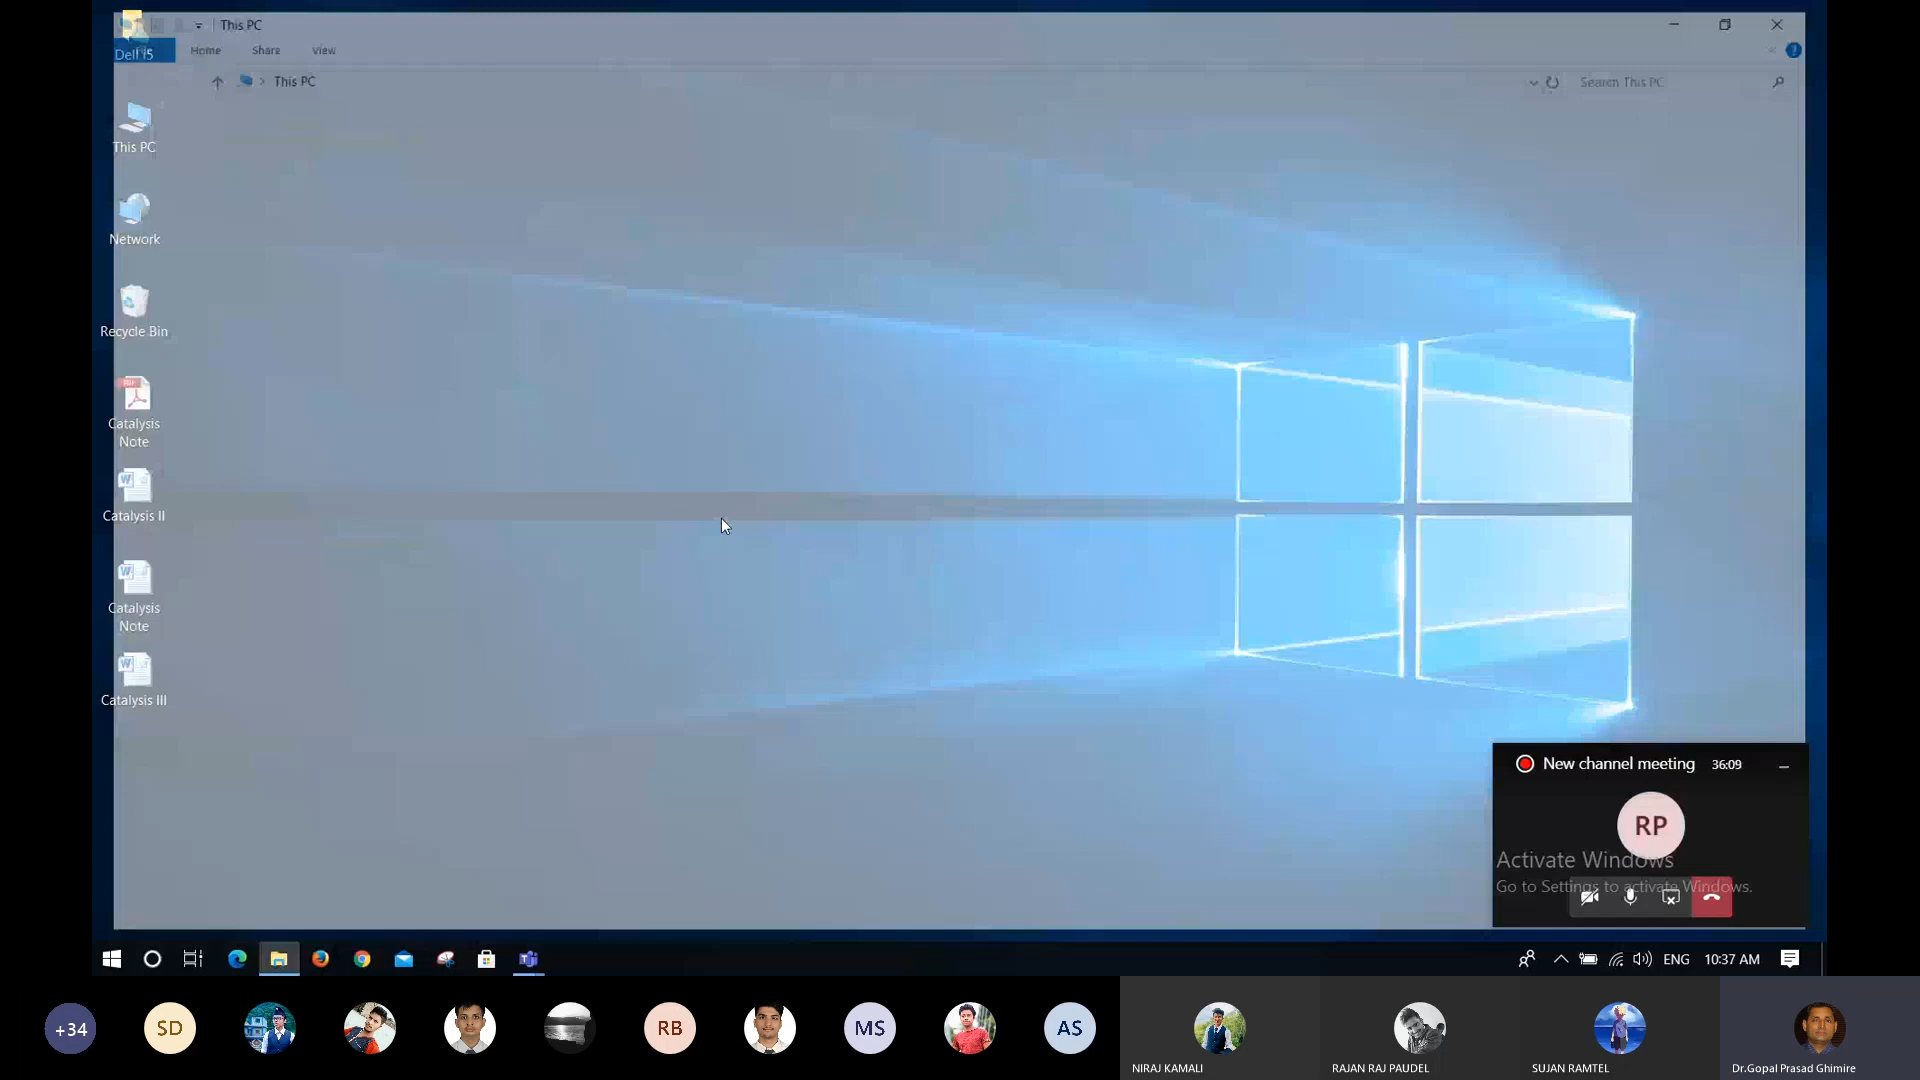 This PC
Dell i5
Home
Share
View
This PC
Search This PC
This PC
Network
Recycle Bin
Catalysis
Note
Catalysis II
Catalysis
Note
Catalysis III
New channel meeting
36:09
RP
Activate Windows
Go to Settings to activate Windows.
ENG
10:37 AM
+34
SD
RB
MS
AS
NIRAJ KAMALI
RAJAN RAJ PAUDEL
SUJAN RAMTEL
Dr.Gopal Prasad Ghimire